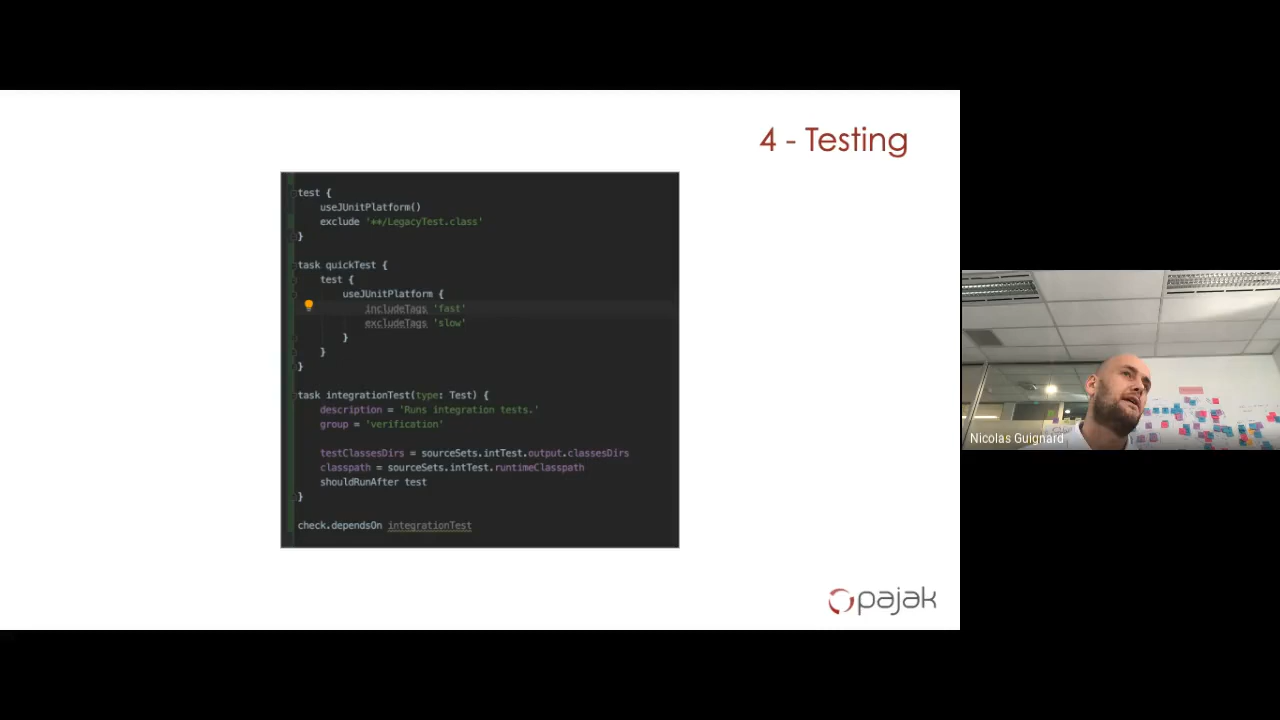 4 - Testing
test {
useJUnitPlatform()
exclude '**/LegacyTest.class'
}
task quickTest {
test {
useJUnitPlatform {
includeTags 'fast'
excludeTags 'slow'
}
}
}
task integrationTest(type: Test) {
description = 'Runs integration tests.'
group = 'verification'
testClassesDirs = sourceSets.intTest.output.classesDirs
classpath = sourceSets.intTest.runtimeClasspath
shouldRunAfter test
}
check.dependsOn integrationTest
Nicolas Guignard
pajak